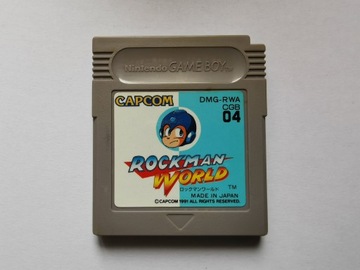 Nintendo GAME BOY
CAPCOM
DMG-RWA
CGB
04
ROCKMAN
WORLD
TM
ロックマンワールド
MADE IN JAPAN
©CAPCOM 1991 ALL RIGHTS RESERVED.